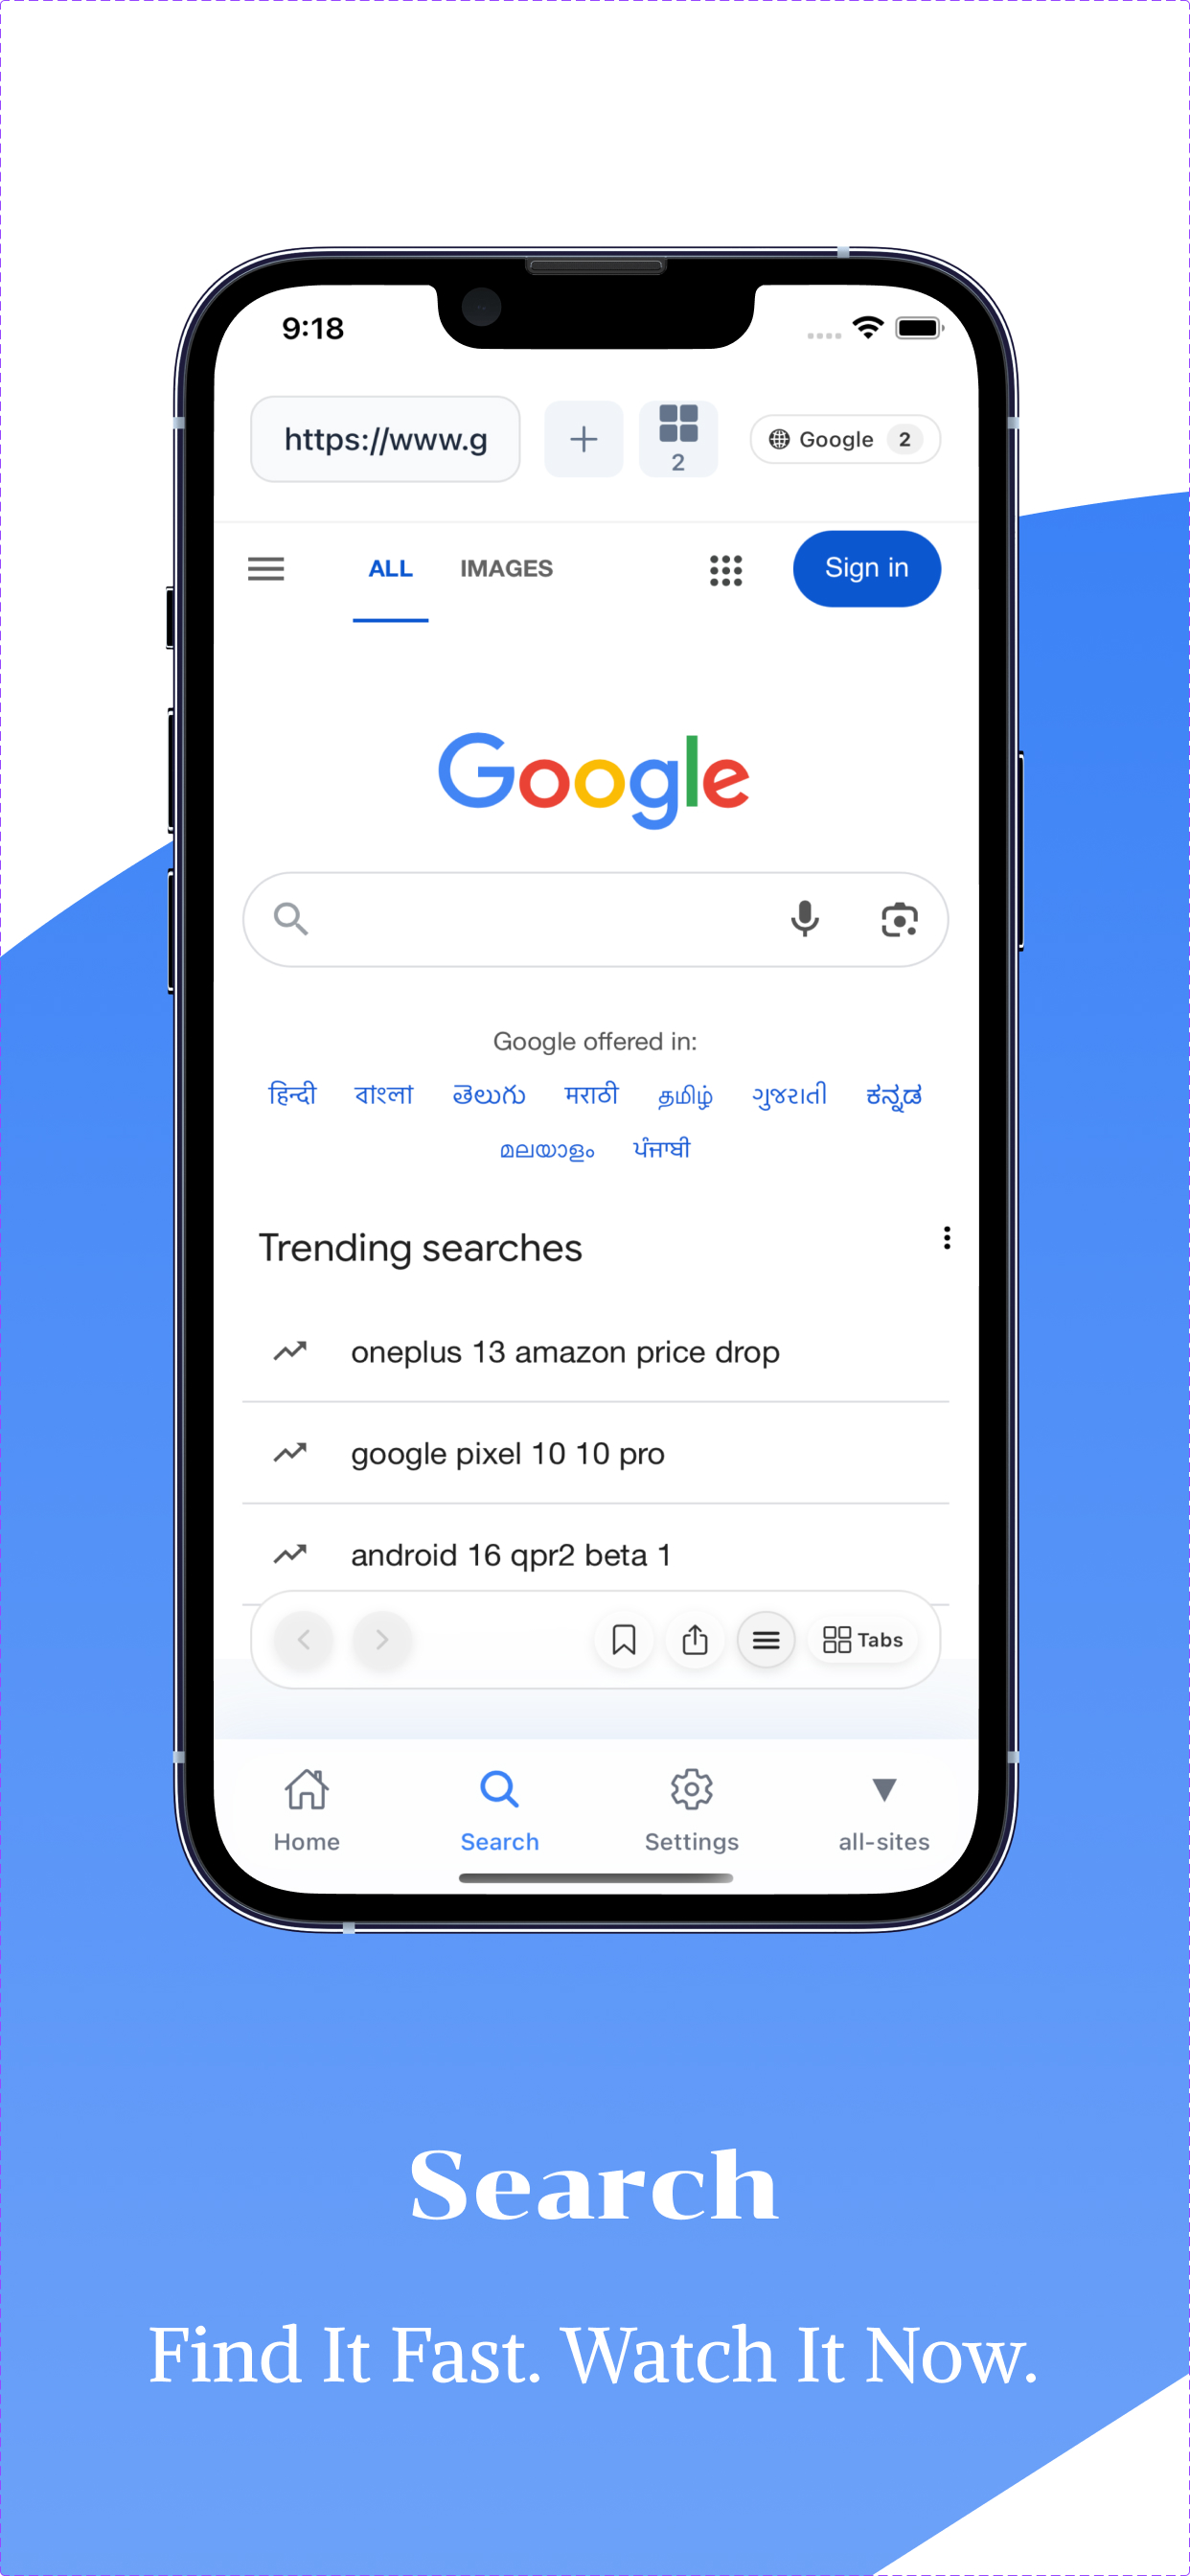 9:18
https://www.g
2
Google 2
ALL IMAGES Sign in
Google
Google offered in:
हिन्दी বাংলা తెలుగు मराठी தமிழ் ગુજરાતી ಕನ್ನಡ
മലയാളം ਪੰਜਾਬੀ
Trending searches
oneplus 13 amazon price drop
google pixel 10 10 pro
android 16 qpr2 beta 1
Tabs
Home Search Settings all-sites
Search
Find It Fast. Watch It Now.